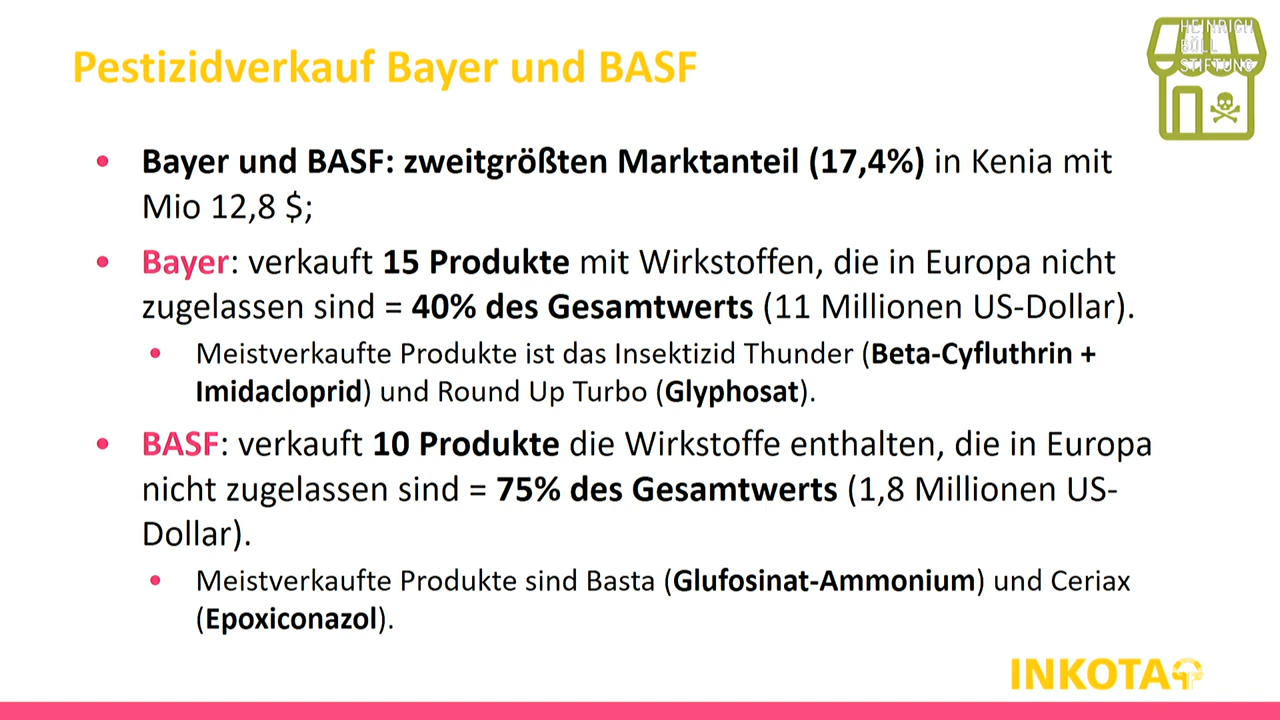 HEINRICH
BÖLL
STIFTUNG
Pestizidverkauf Bayer und BASF
• Bayer und BASF: zweitgrößten Marktanteil (17,4%) in Kenia mit
Mio 12,8 $;
• Bayer: verkauft 15 Produkte mit Wirkstoffen, die in Europa nicht
zugelassen sind = 40% des Gesamtwerts (11 Millionen US-Dollar).
• Meistverkaufte Produkte ist das Insektizid Thunder (Beta-Cyfluthrin +
Imidacloprid) und Round Up Turbo (Glyphosat).
• BASF: verkauft 10 Produkte die Wirkstoffe enthalten, die in Europa
nicht zugelassen sind = 75% des Gesamtwerts (1,8 Millionen US-
Dollar).
• Meistverkaufte Produkte sind Basta (Glufosinat-Ammonium) und Ceriax
(Epoxiconazol).
INKOTA